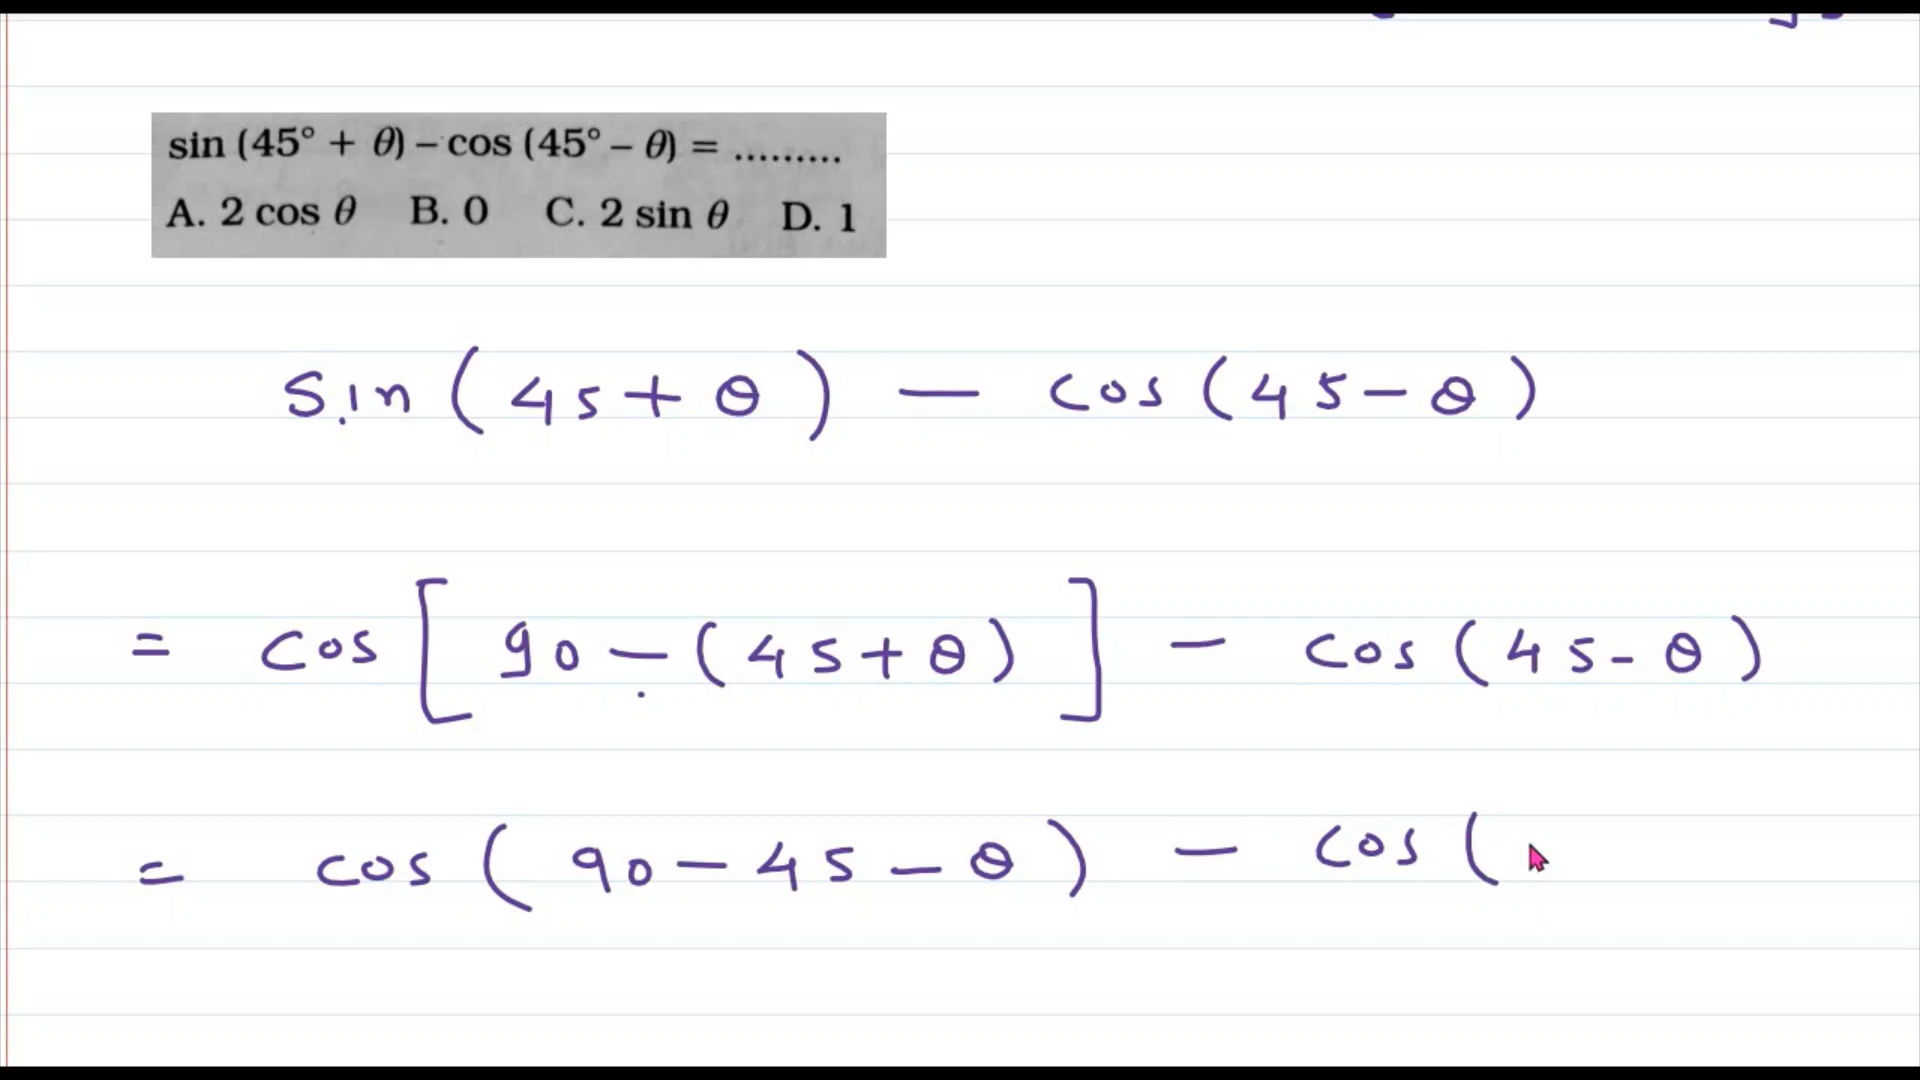 sin (45° + θ) – cos (45° – θ) = .........
A. 2 cos θ B. 0 C. 2 sin θ D. 1
Sin ( 45 + θ ) — cos ( 45 - θ )
= cos [ 90 — ( 45 + θ ) ] - cos ( 45 - θ )
= cos ( 90 - 45 - θ ) - cos (